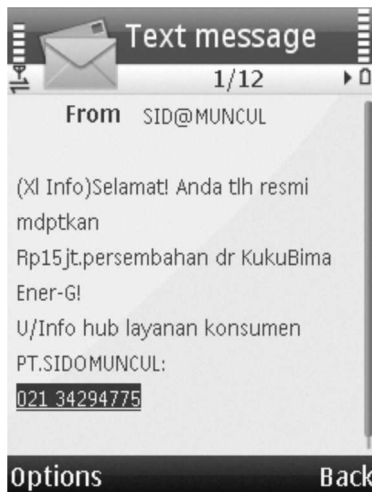 Text message
1/12
From SID@MUNCUL
(Xl Info)Selamat! Anda tlh resmi
mdptkan
Rp15jt.persembahan dr KukuBima
Ener-G!
U/Info hub layanan konsumen
PT.SIDOMUNCUL:
021 34294775
Options Back